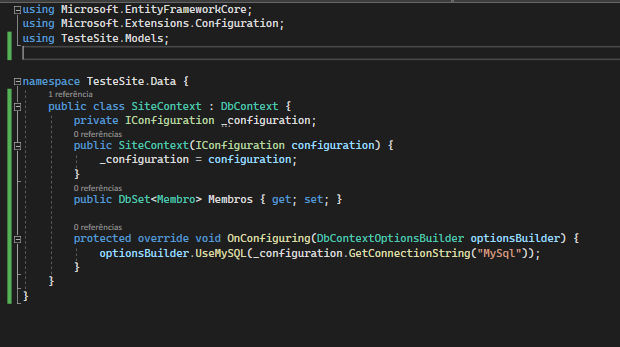 using Microsoft.EntityFrameworkCore;
using Microsoft.Extensions.Configuration;
using TesteSite.Models;
namespace TesteSite.Data {
1 referência
public class SiteContext : DbContext {
private IConfiguration _configuration;
0 referências
public SiteContext(IConfiguration configuration) {
_configuration = configuration;
}
0 referências
public DbSet<Membro> Membros { get; set; }
0 referências
protected override void OnConfiguring(DbContextOptionsBuilder optionsBuilder) {
optionsBuilder.UseMySQL(_configuration.GetConnectionString("MySql"));
}
}
}